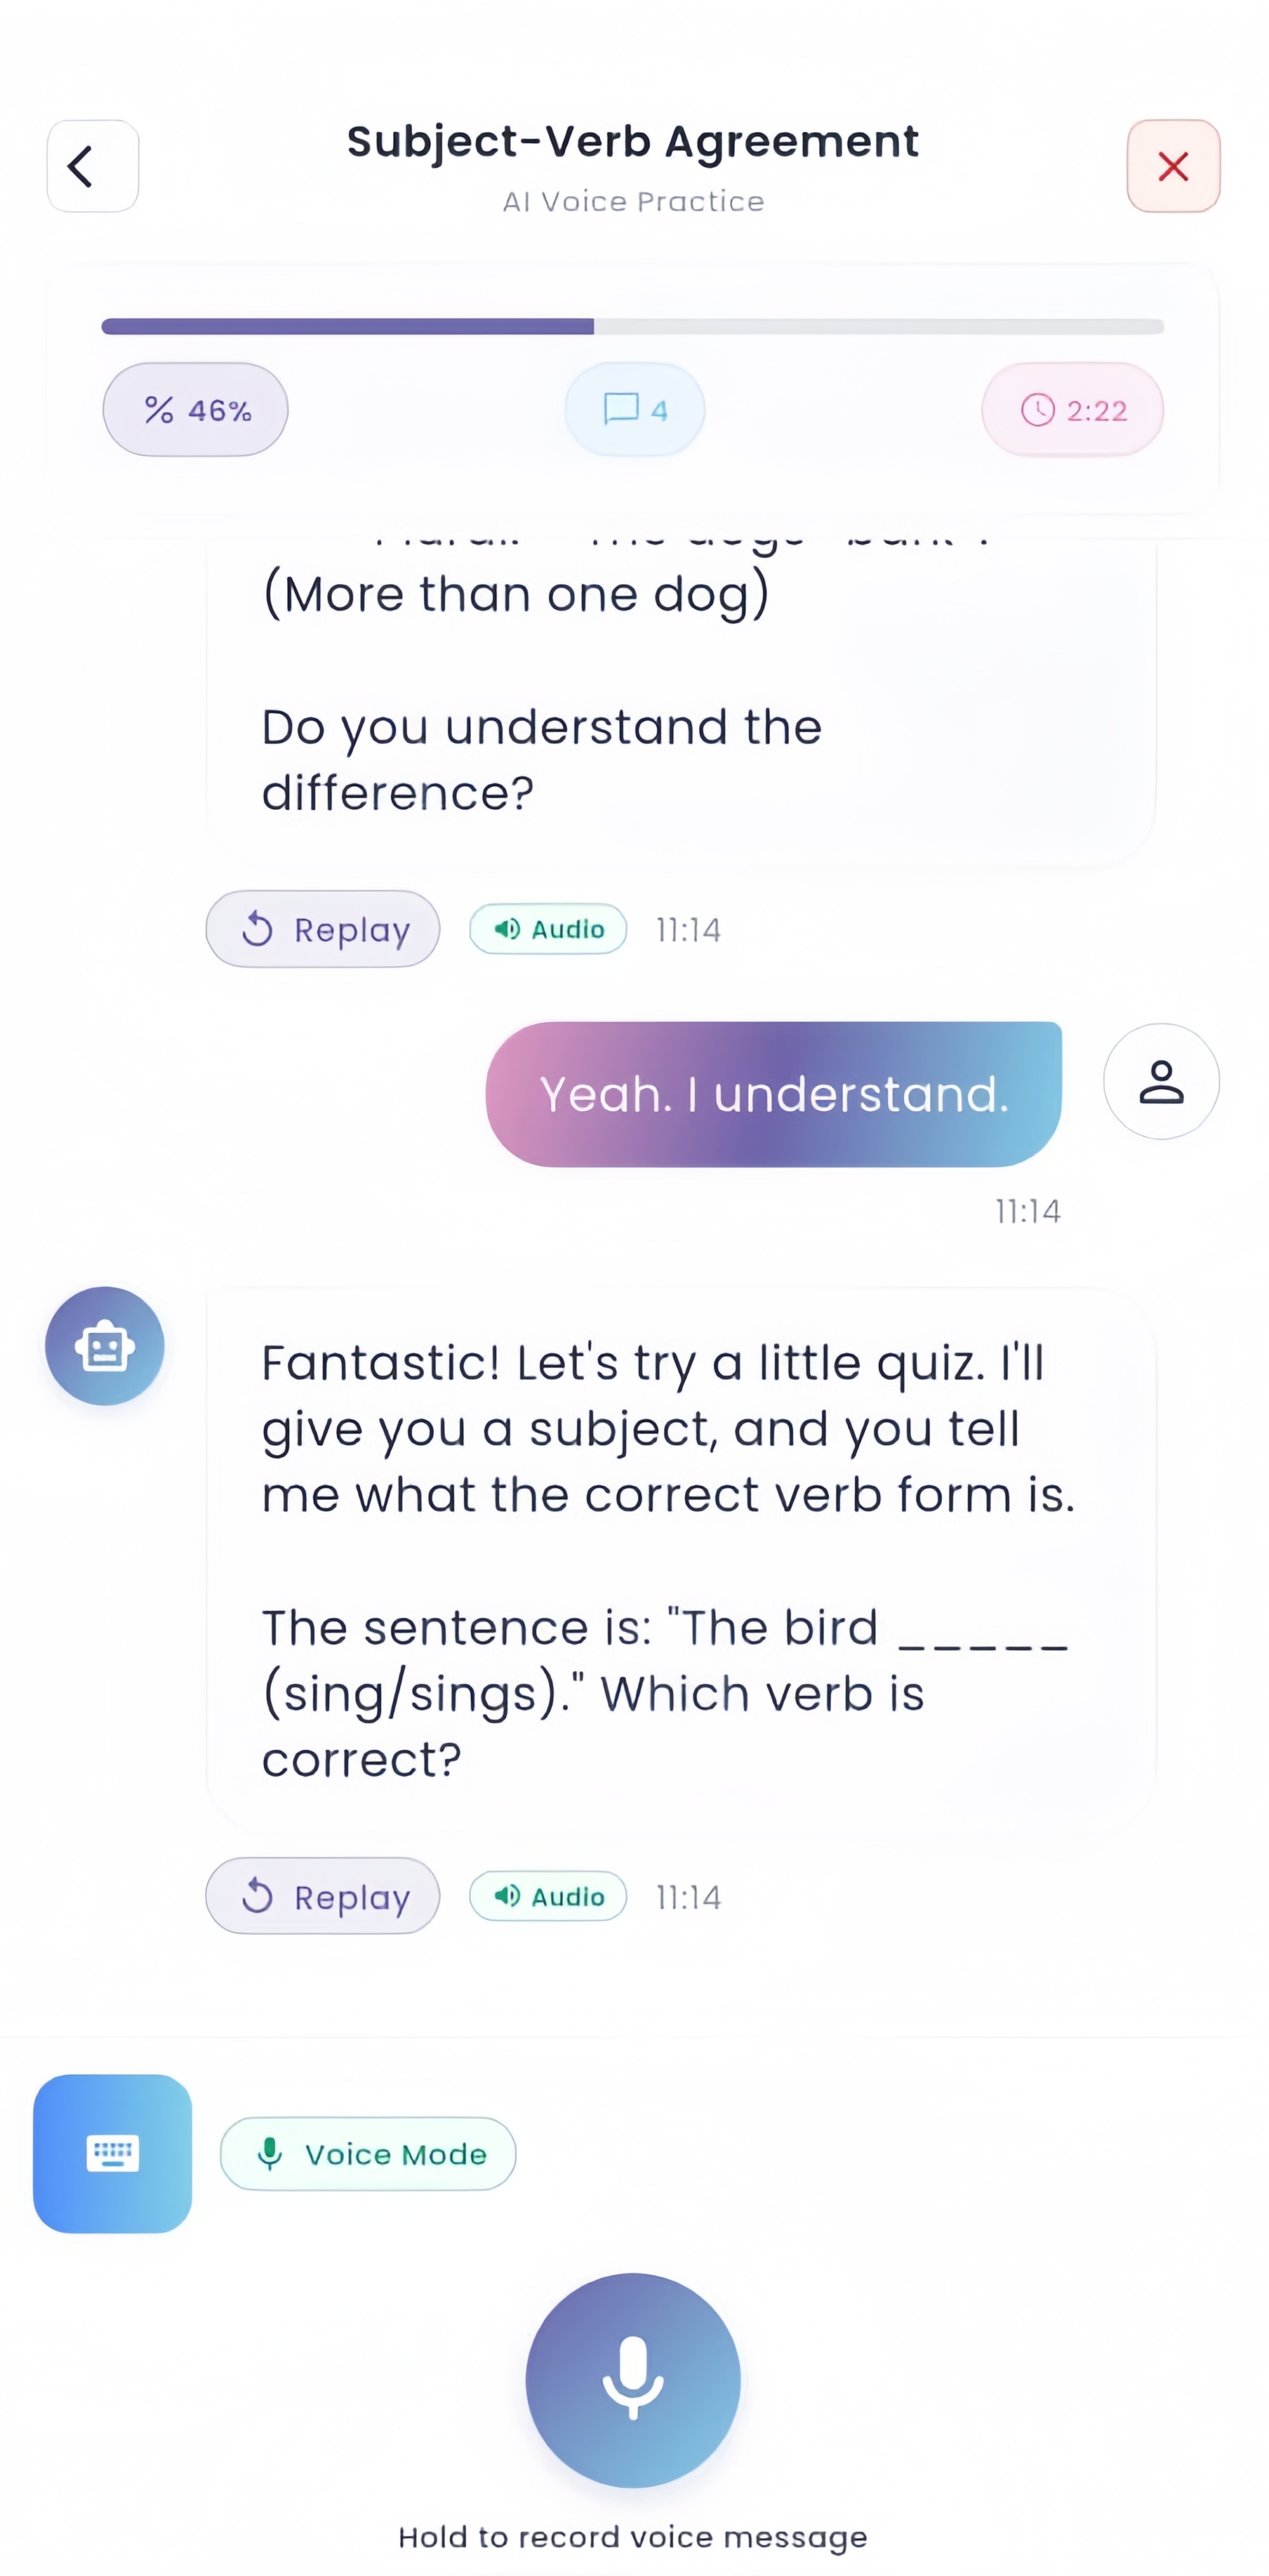 Subject-Verb Agreement
AI Voice Practice
46%
4
2:22
(More than one dog)
Do you understand the
difference?
Replay
Audio
11:14
Yeah. I understand.
11:14
Fantastic! Let's try a little quiz. I'll
give you a subject, and you tell
me what the correct verb form is.
The sentence is: "The bird _____
(sing/sings)." Which verb is
correct?
Replay
Audio
11:14
Voice Mode
Hold to record voice message